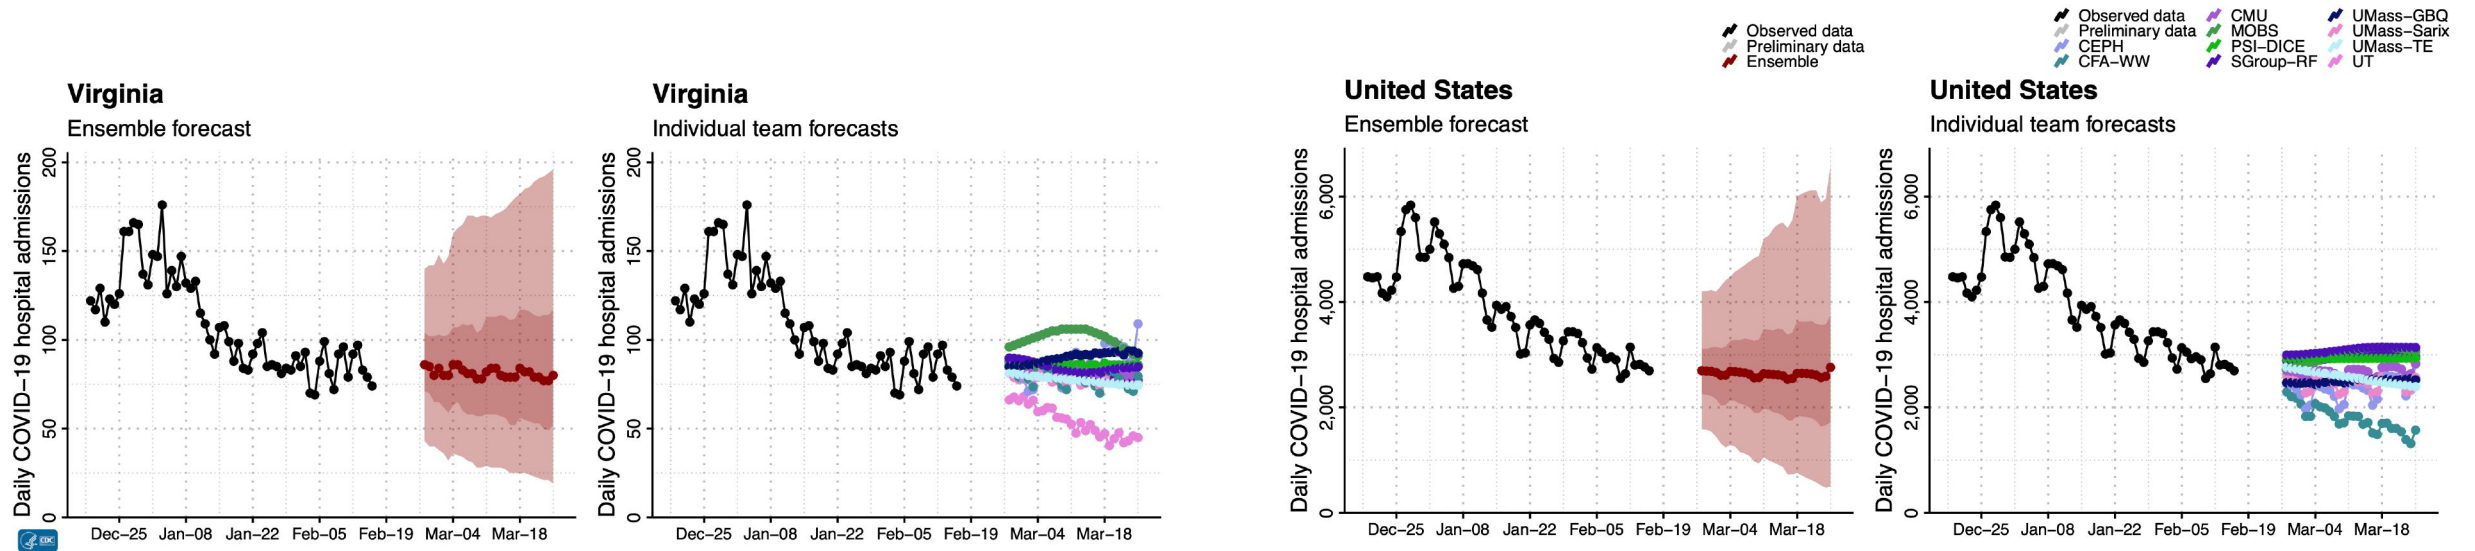 Virginia
Ensemble forecast
Daily COVID−19 hospital admissions
200
150
100
50
0
Dec−25 Jan−08 Jan−22 Feb−05 Feb−19 Mar−04 Mar−18
CDC
Virginia
Individual team forecasts
Daily COVID−19 hospital admissions
200
150
100
50
0
Dec−25 Jan−08 Jan−22 Feb−05 Feb−19 Mar−04 Mar−18
Observed data
Preliminary data
Ensemble
United States
Ensemble forecast
Daily COVID−19 hospital admissions
6,000
4,000
2,000
0
Dec−25 Jan−08 Jan−22 Feb−05 Feb−19 Mar−04 Mar−18
Observed data
Preliminary data
CEPH
CFA−WW
CMU
MOBS
PSI−DICE
SGroup−RF
UMass−GBQ
UMass−Sarix
UMass−TE
UT
United States
Individual team forecasts
Daily COVID−19 hospital admissions
6,000
4,000
2,000
0
Dec−25 Jan−08 Jan−22 Feb−05 Feb−19 Mar−04 Mar−18